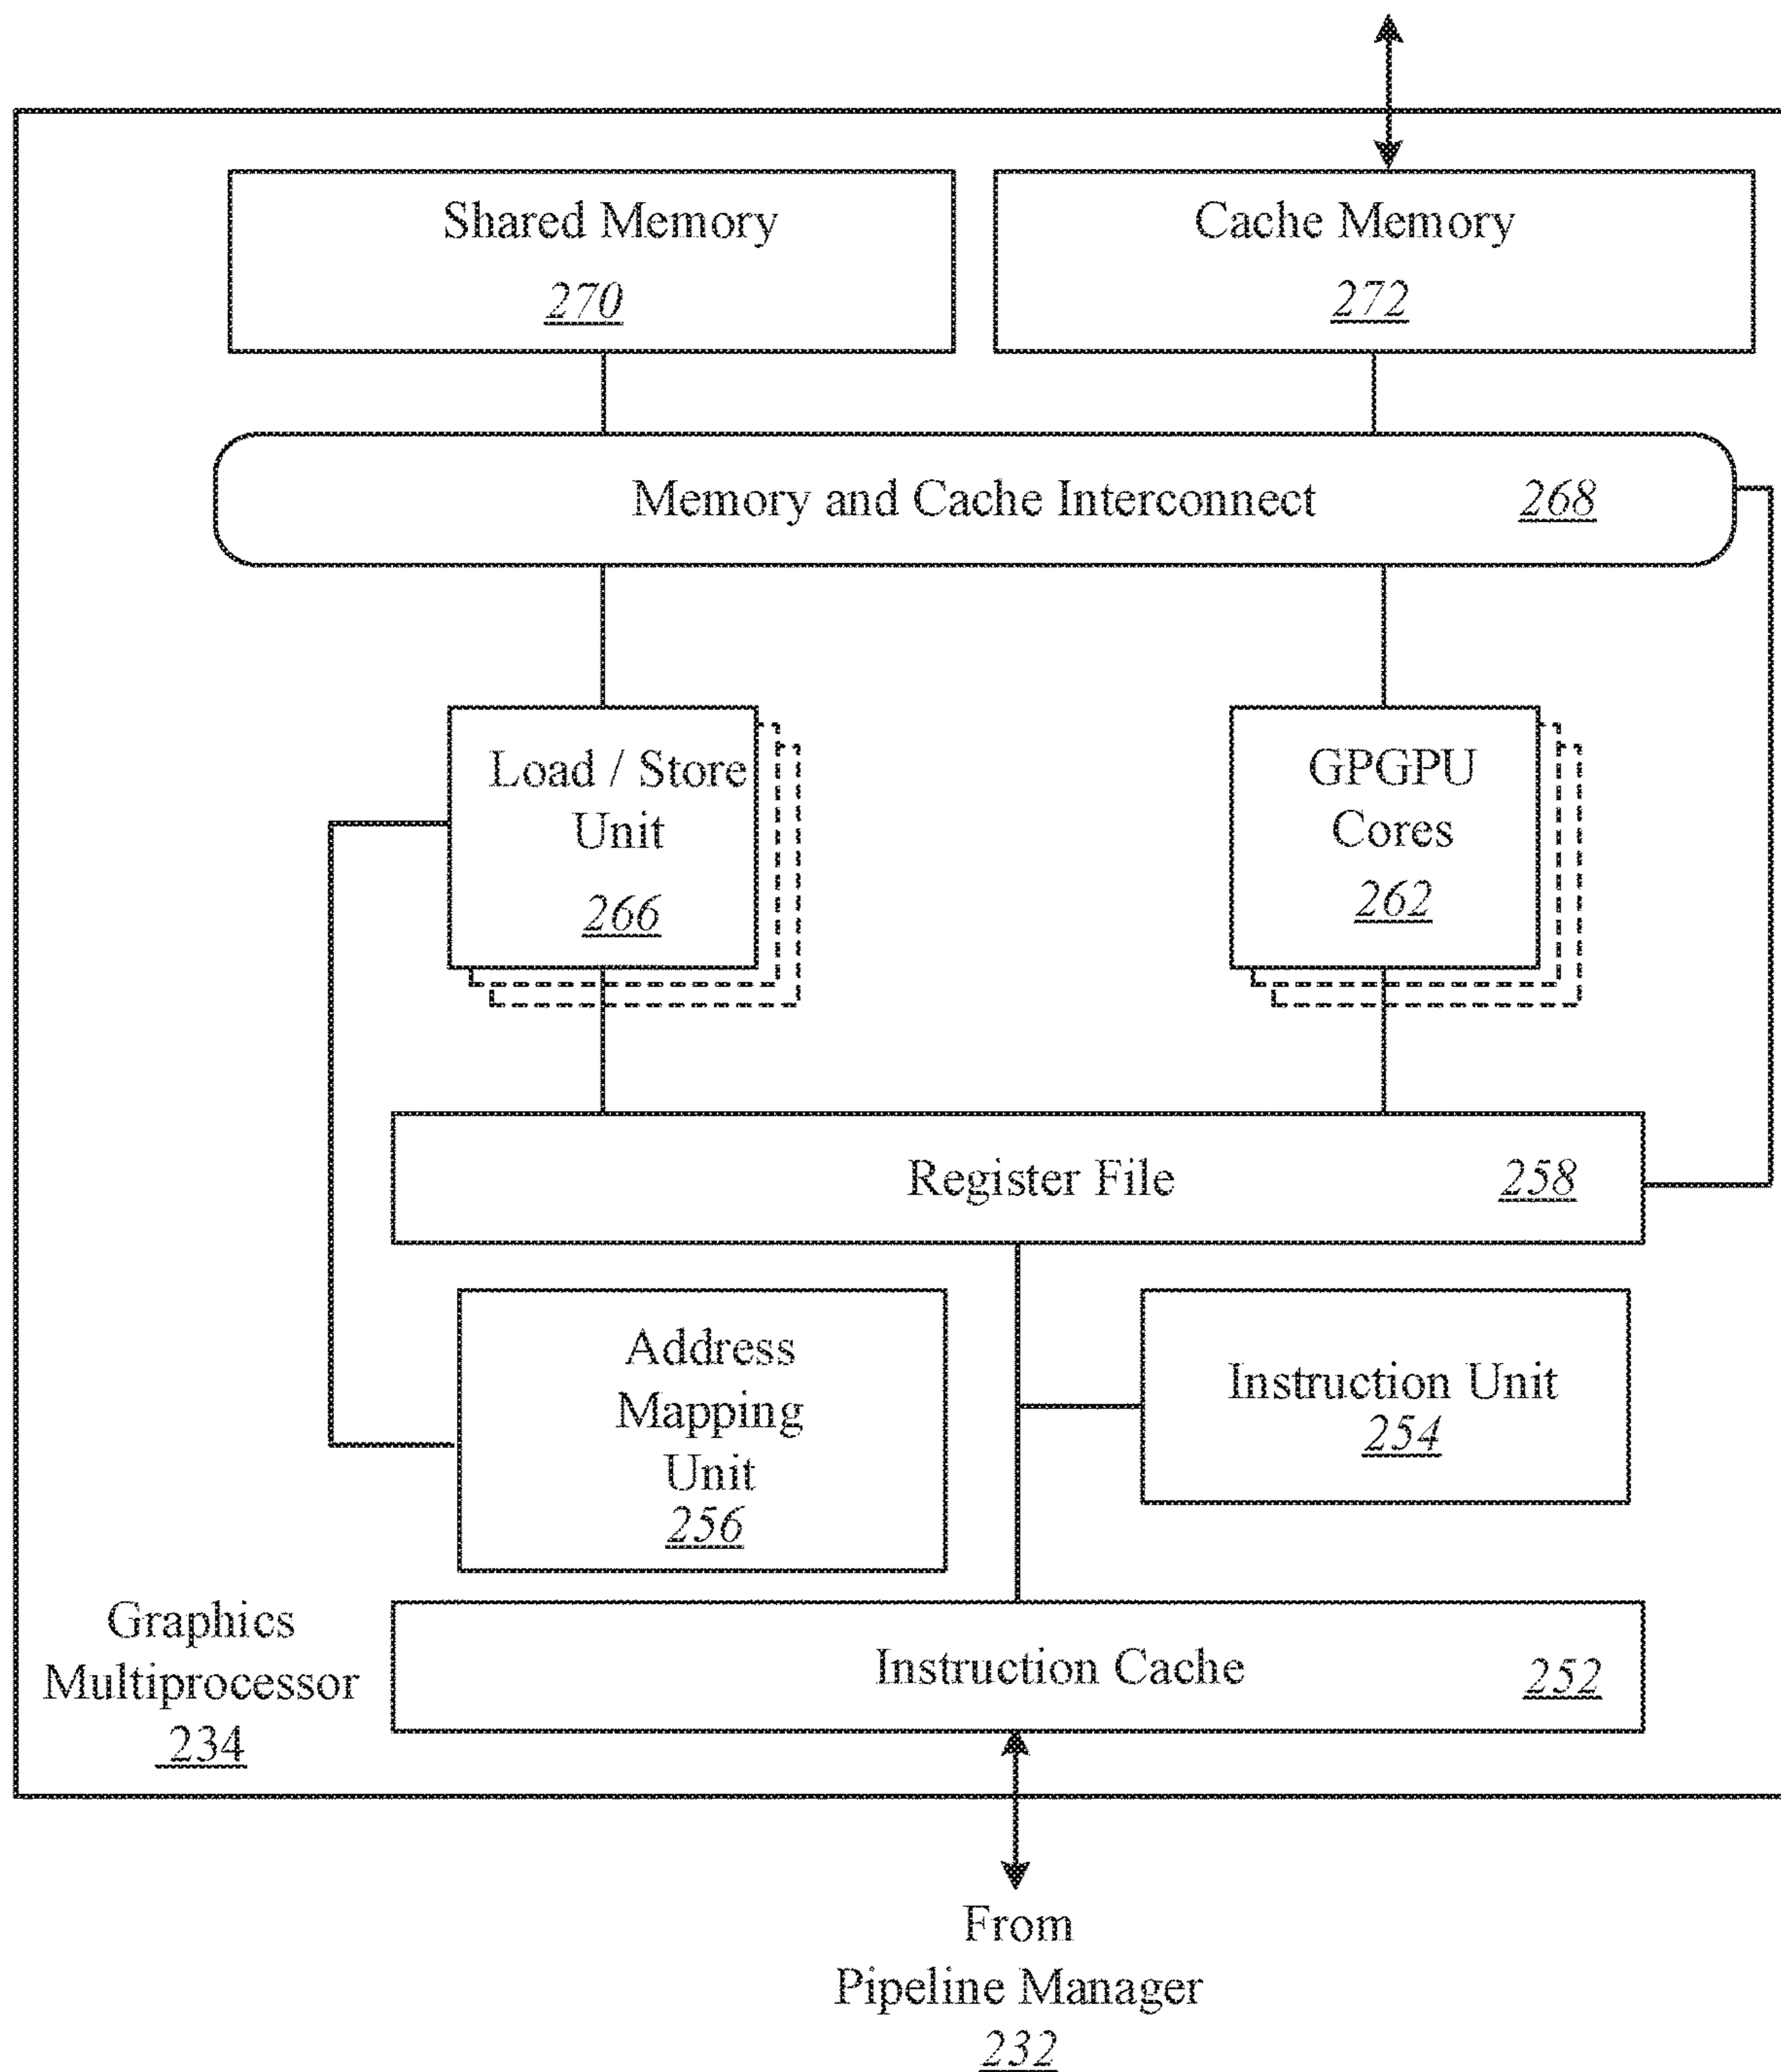 Shared Memory
270
Cache Memory
272
Memory and Cache Interconnect 268
Load / Store
Unit
266
GPGPU
Cores
262
Register File 258
Address
Mapping
Unit
256
Instruction Unit
254
Graphics
Multiprocessor
234
Instruction Cache 252
From
Pipeline Manager
232